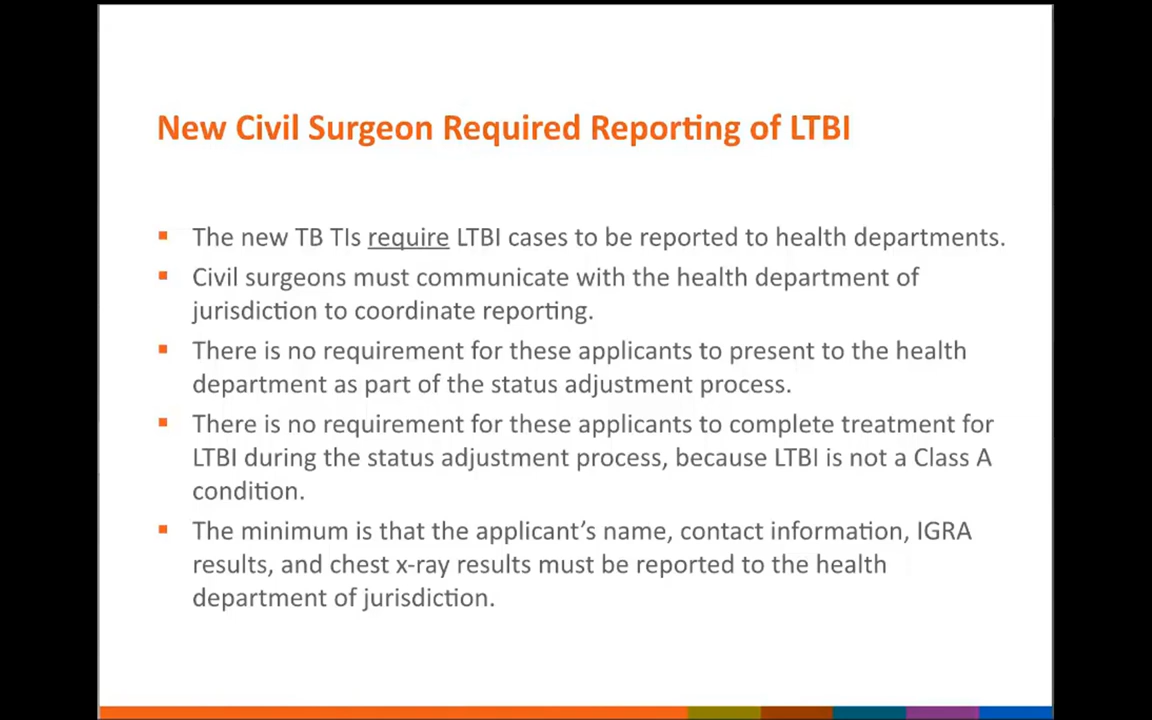 New Civil Surgeon Required Reporting of LTBI
▪ The new TB TIs require LTBI cases to be reported to health departments.
▪ Civil surgeons must communicate with the health department of
jurisdiction to coordinate reporting.
▪ There is no requirement for these applicants to present to the health
department as part of the status adjustment process.
▪ There is no requirement for these applicants to complete treatment for
LTBI during the status adjustment process, because LTBI is not a Class A
condition.
▪ The minimum is that the applicant’s name, contact information, IGRA
results, and chest x-ray results must be reported to the health
department of jurisdiction.